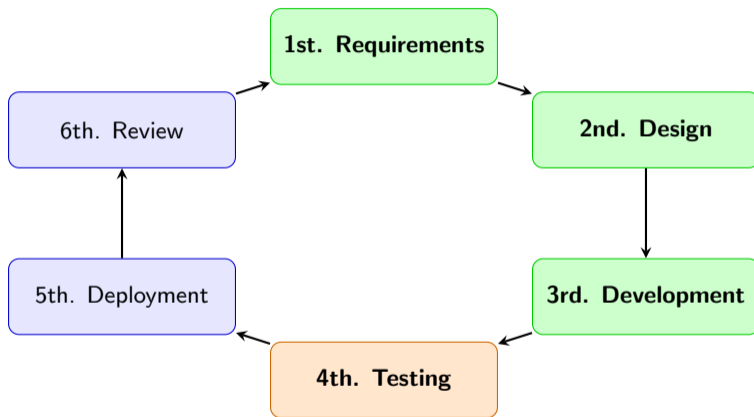 1st. Requirements
2nd. Design
3rd. Development
4th. Testing
5th. Deployment
6th. Review